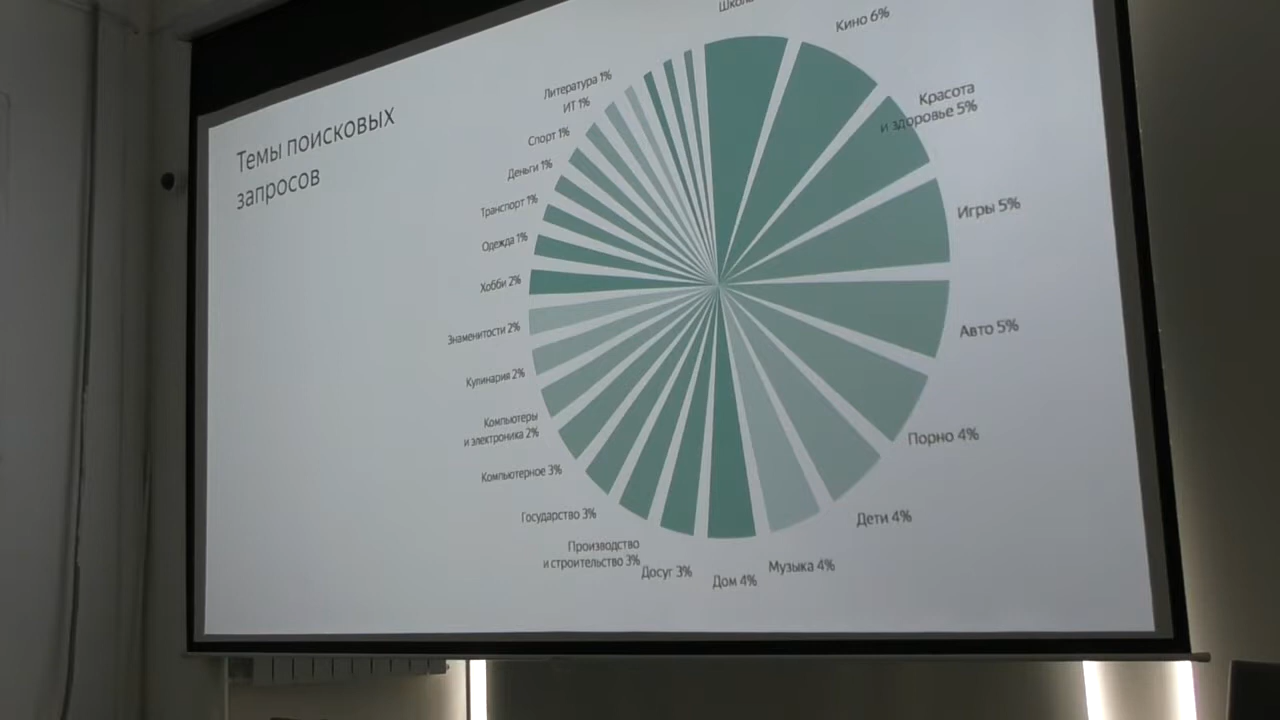 Темы поисковых
запросов
Кино 6%
Красота
и здоровье 5%
Игры 5%
Авто 5%
Порно 4%
Дети 4%
Музыка 4%
Дом 4%
Досуг 3%
Производство
и строительство 3%
Государство 3%
Компьютерное 3%
Компьютеры
и электроника 2%
Кулинария 2%
Знаменитости 2%
Хобби 2%
Одежда 1%
Транспорт 1%
Деньги 1%
Спорт 1%
ИТ 1%
Литература 1%